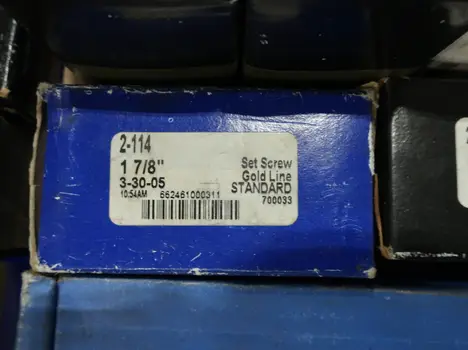 2-114
1 7/8"
3-30-05
10:54AM
662461000311
Set Screw
Gold Line
STANDARD
700033